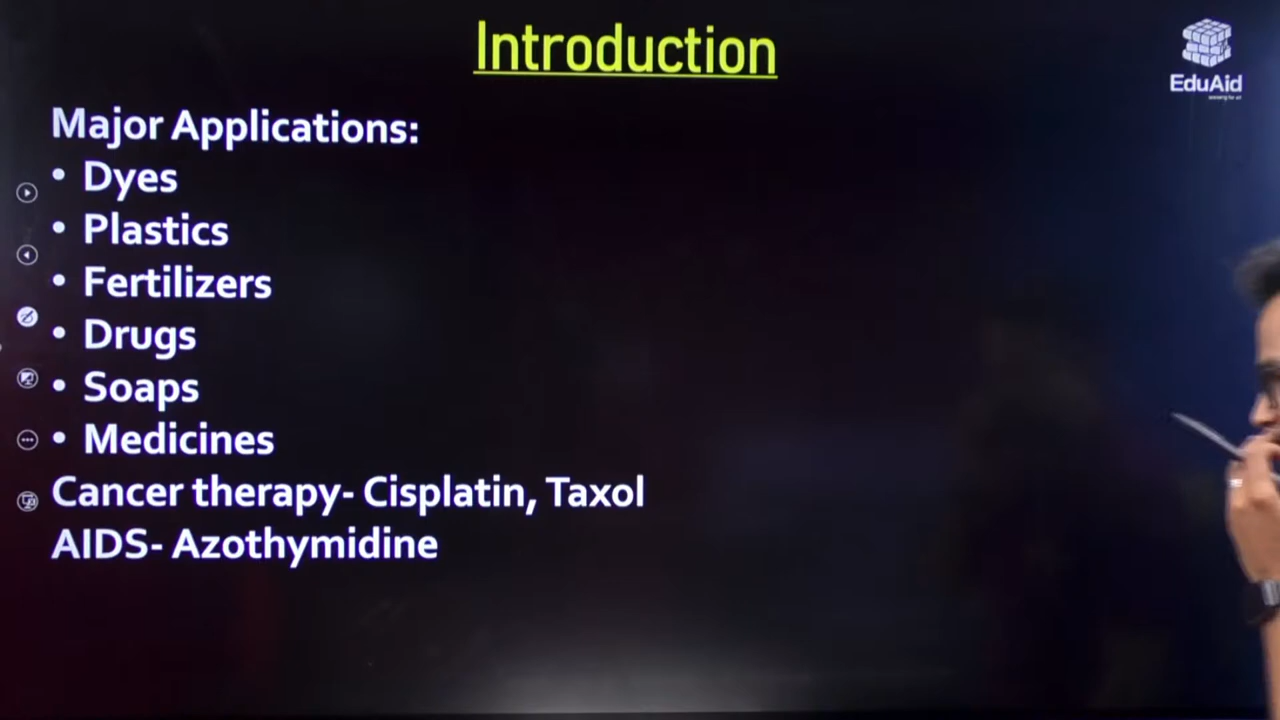 Introduction
EduAid
Major Applications:
• Dyes
• Plastics
• Fertilizers
• Drugs
• Soaps
• Medicines
Cancer therapy- Cisplatin, Taxol
AIDS- Azothymidine